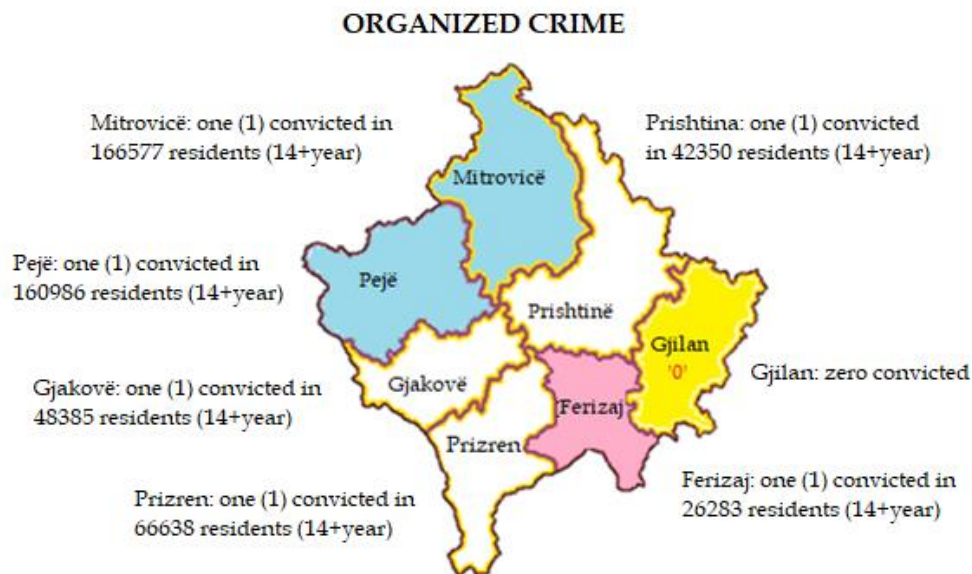 ORGANIZED CRIME
Mitrovicë: one (1) convicted in
166577 residents (14+year)
Prishtina: one (1) convicted
in 42350 residents (14+year)
Mitrovicë
Pejë: one (1) convicted in
160986 residents (14+year)
Pejë
Prishtinë
Gjilan
'0'
Gjilan: zero convicted
Gjakovë: one (1) convicted in
48385 residents (14+year)
Gjakovë
Ferizaj
Prizren
Prizren: one (1) convicted in
66638 residents (14+year)
Ferizaj: one (1) convicted in
26283 residents (14+year)